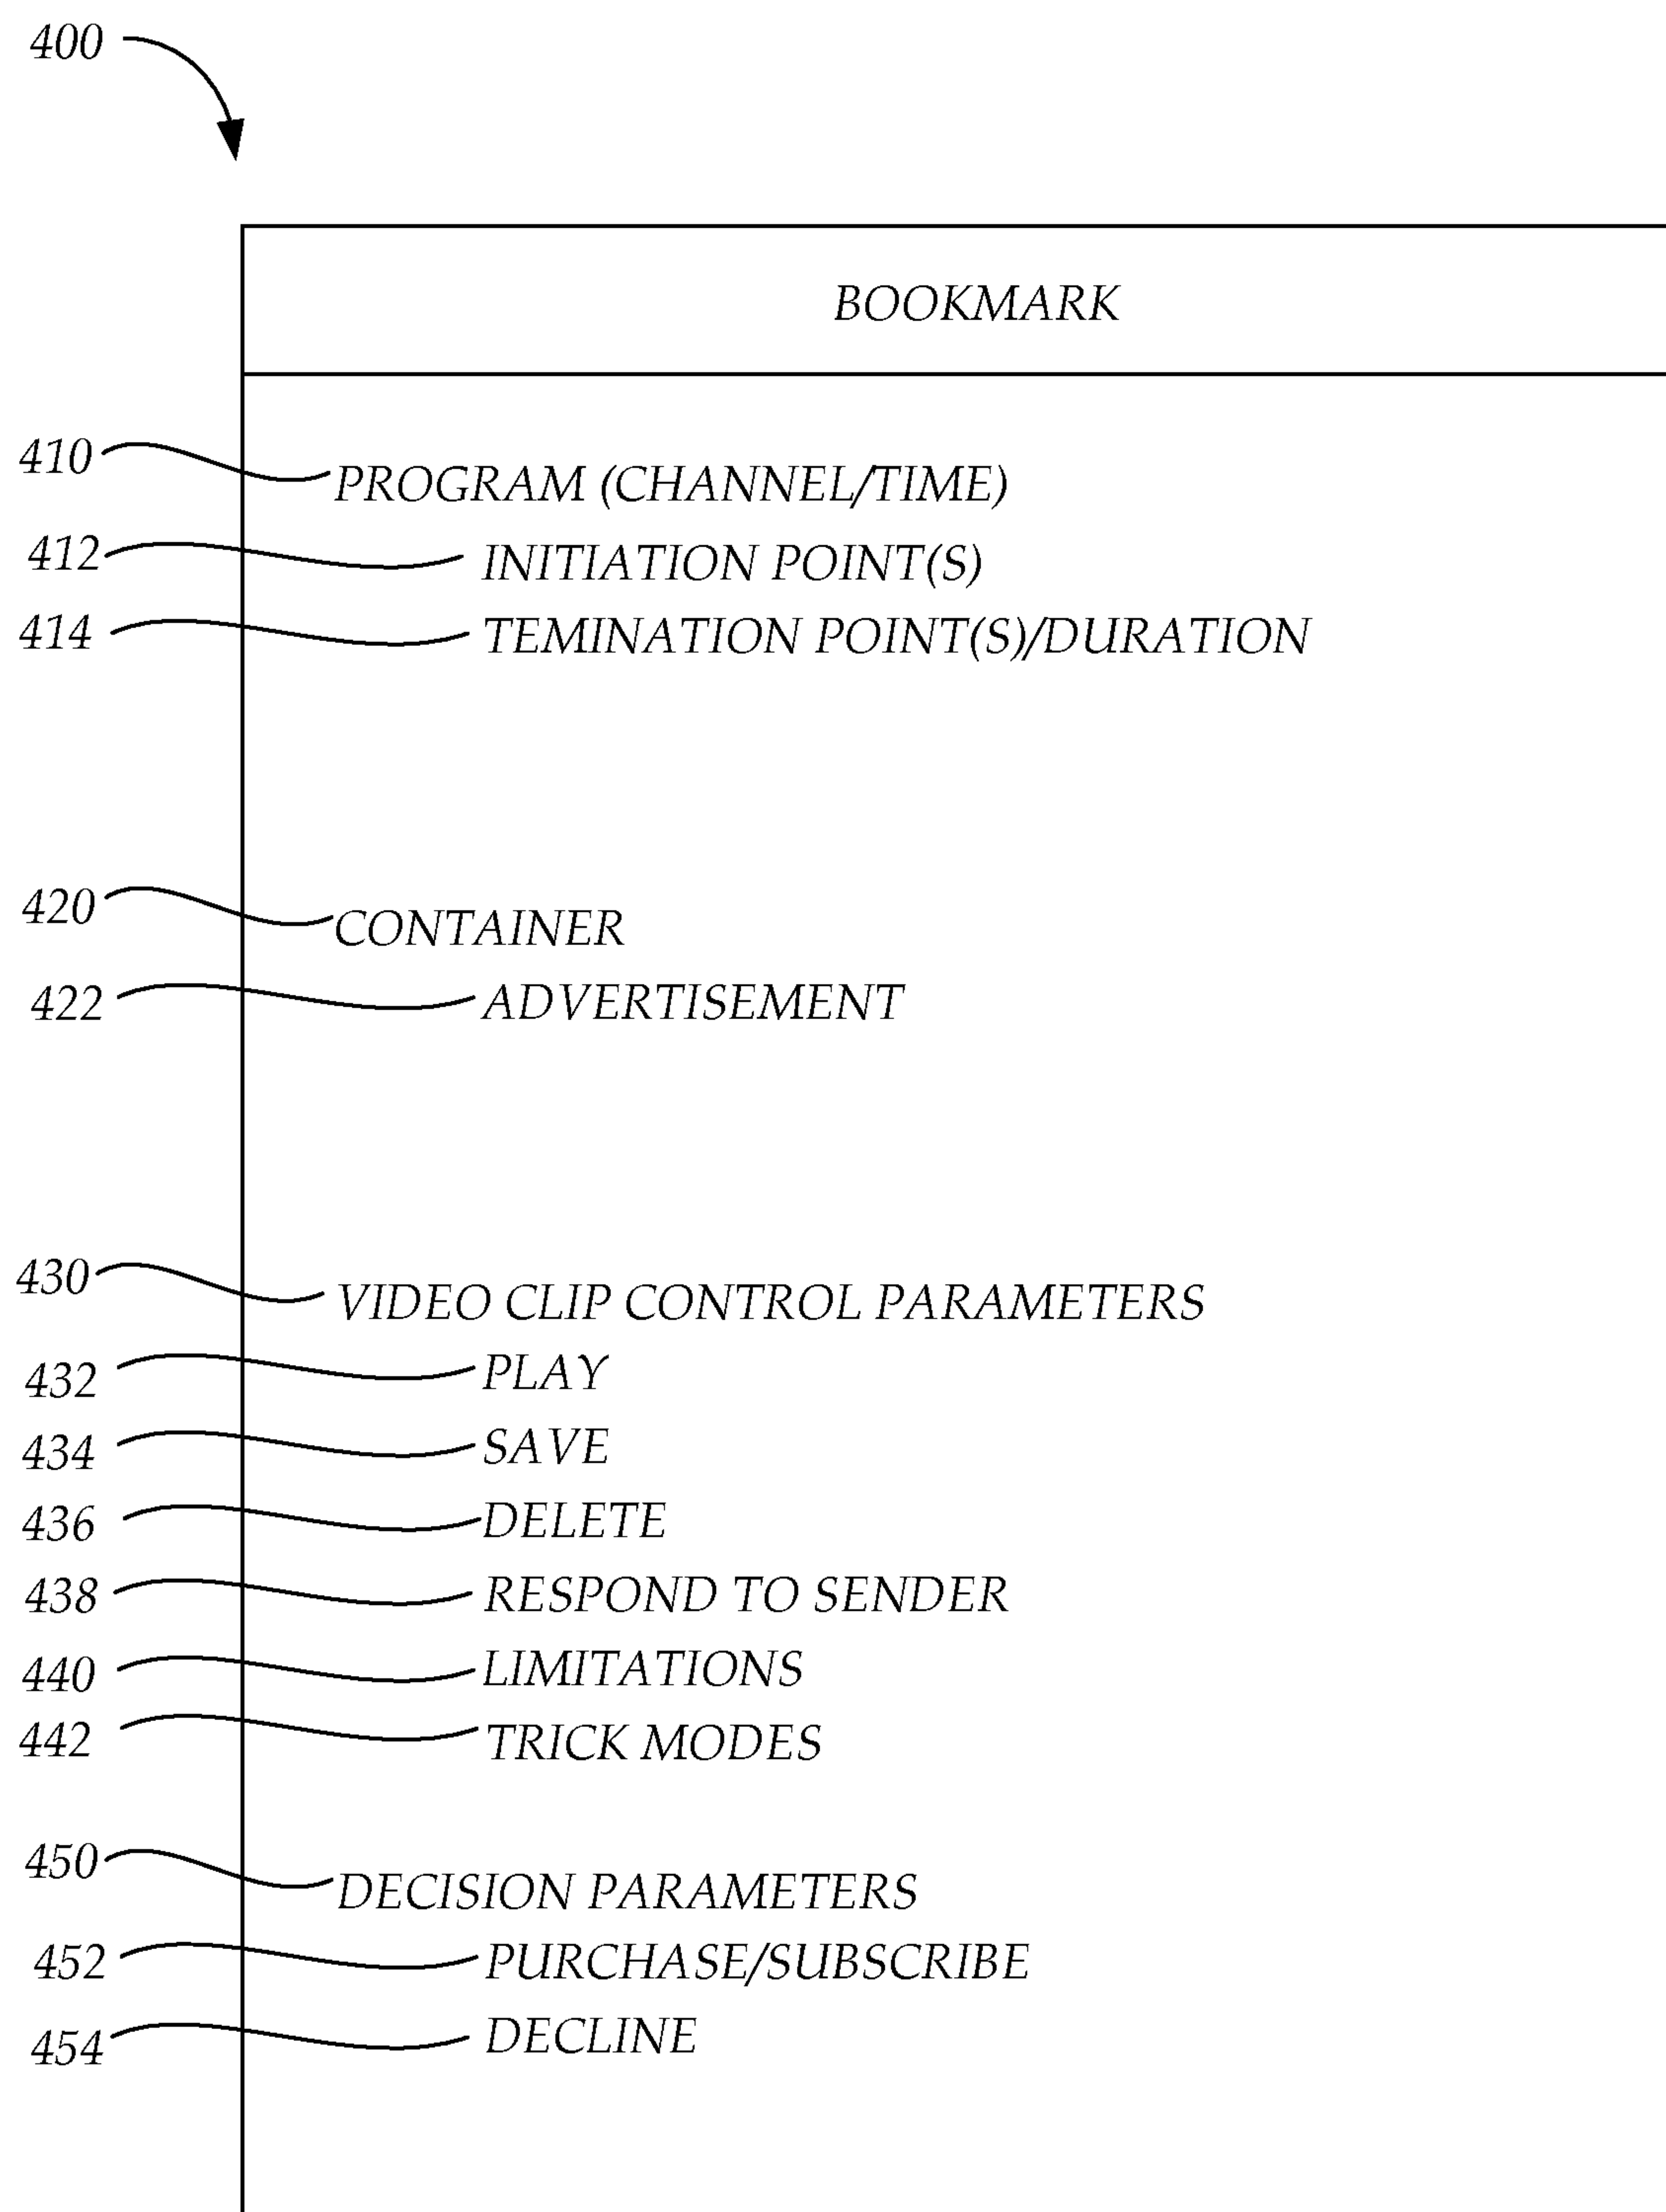 400
BOOKMARK
410 PROGRAM (CHANNEL/TIME)
412 INITIATION POINT(S)
414 TEMINATION POINT(S)/DURATION
420 CONTAINER
422 ADVERTISEMENT
430 VIDEO CLIP CONTROL PARAMETERS
432 PLAY
434 SAVE
436 DELETE
438 RESPOND TO SENDER
440 LIMITATIONS
442 TRICK MODES
450 DECISION PARAMETERS
452 PURCHASE/SUBSCRIBE
454 DECLINE